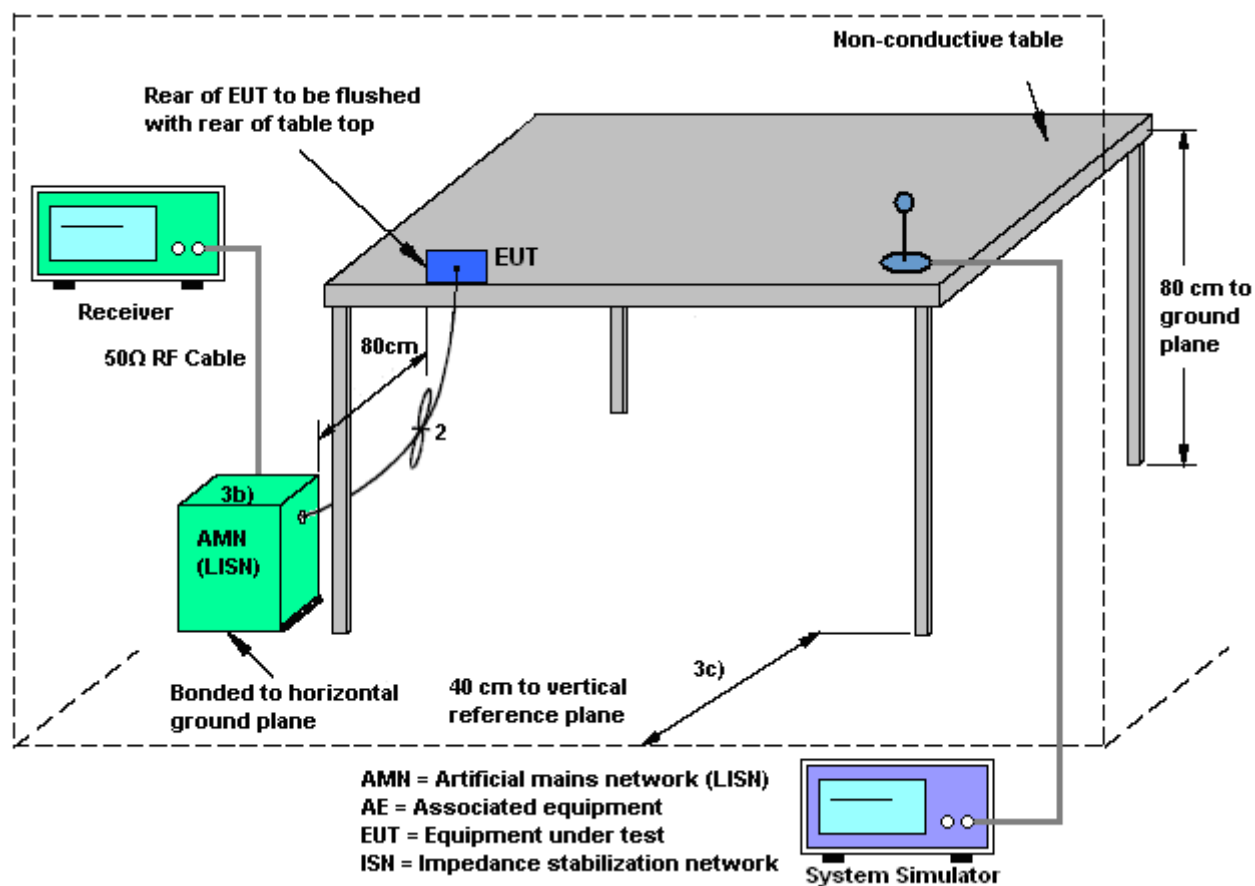 Non-conductive table
Rear of EUT to be flushed
with rear of table top
EUT
Receiver
80 cm to
ground
plane
50Ω RF Cable
80cm
2
3b)
AMN
(LISN)
3c)
Bonded to horizontal
ground plane
40 cm to vertical
reference plane
AMN = Artificial mains network (LISN)
AE = Associated equipment
EUT = Equipment under test
ISN = Impedance stabilization network
System Simulator